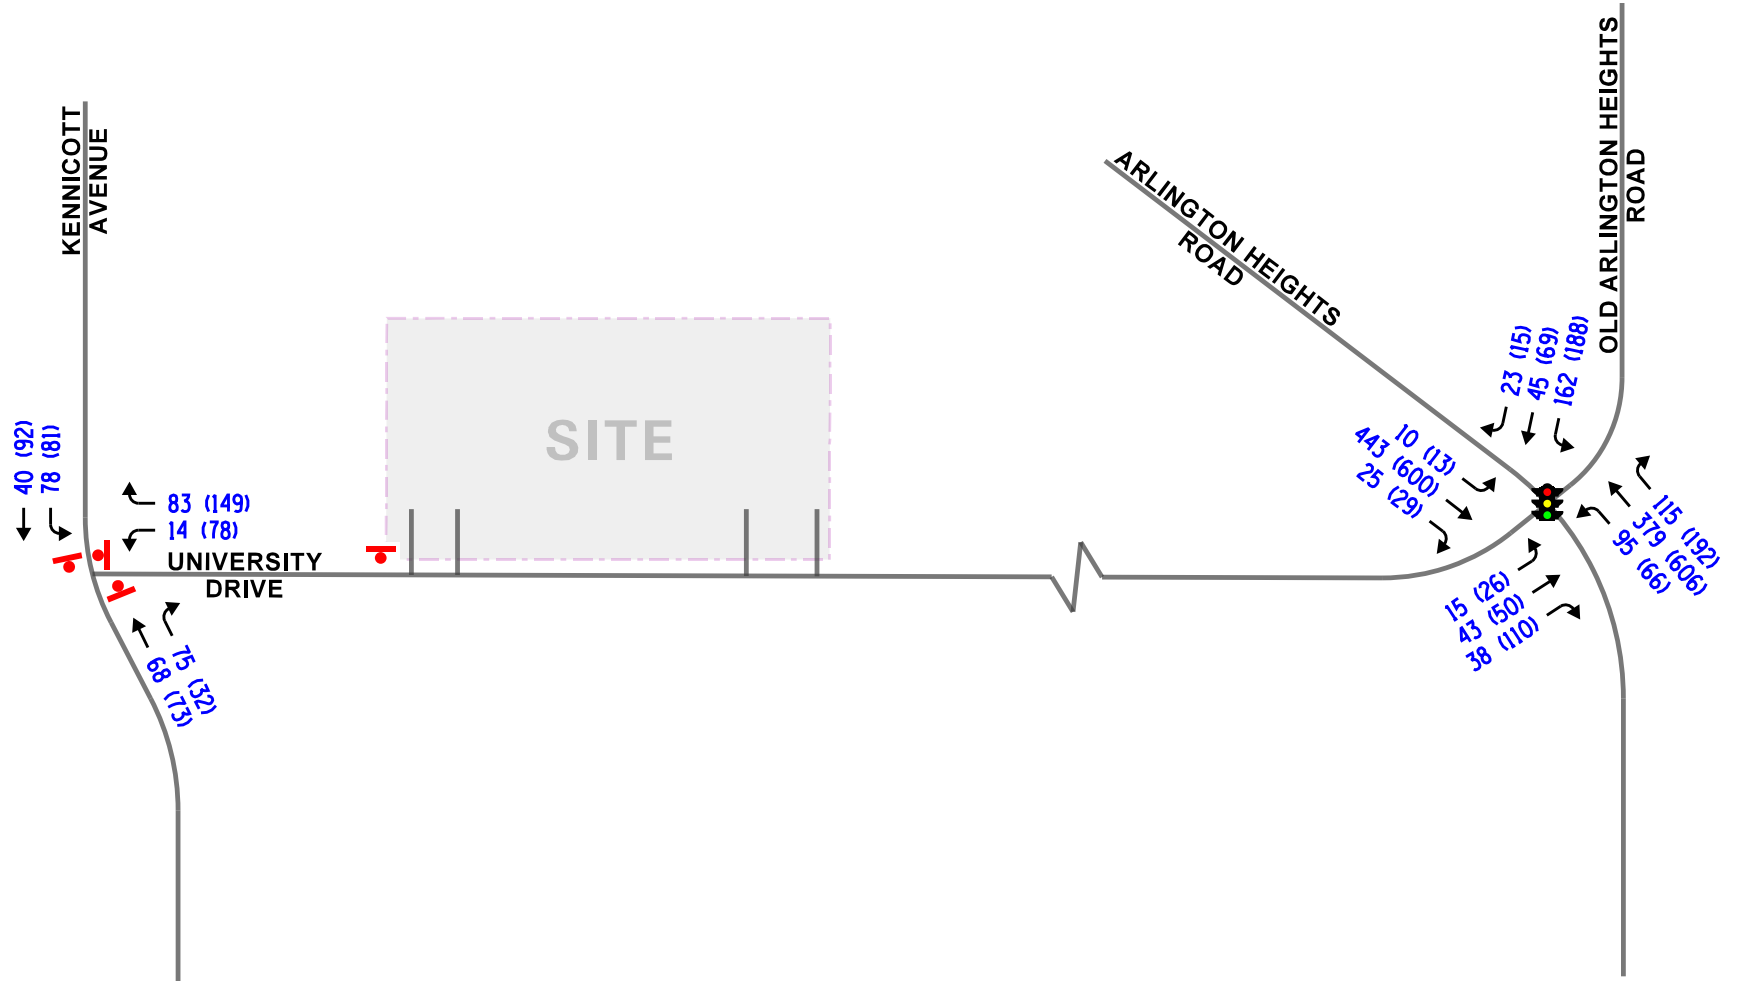 KENNICOTT
AVENUE
ARLINGTON HEIGHTS
ROAD
OLD ARLINGTON HEIGHTS
ROAD
SITE
UNIVERSITY
DRIVE
40 (92)
78 (81)
83 (149)
14 (78)
75 (32)
68 (73)
23 (15)
45 (69)
162 (188)
10 (13)
443 (600)
25 (29)
115 (192)
379 (606)
95 (66)
15 (26)
43 (50)
38 (110)